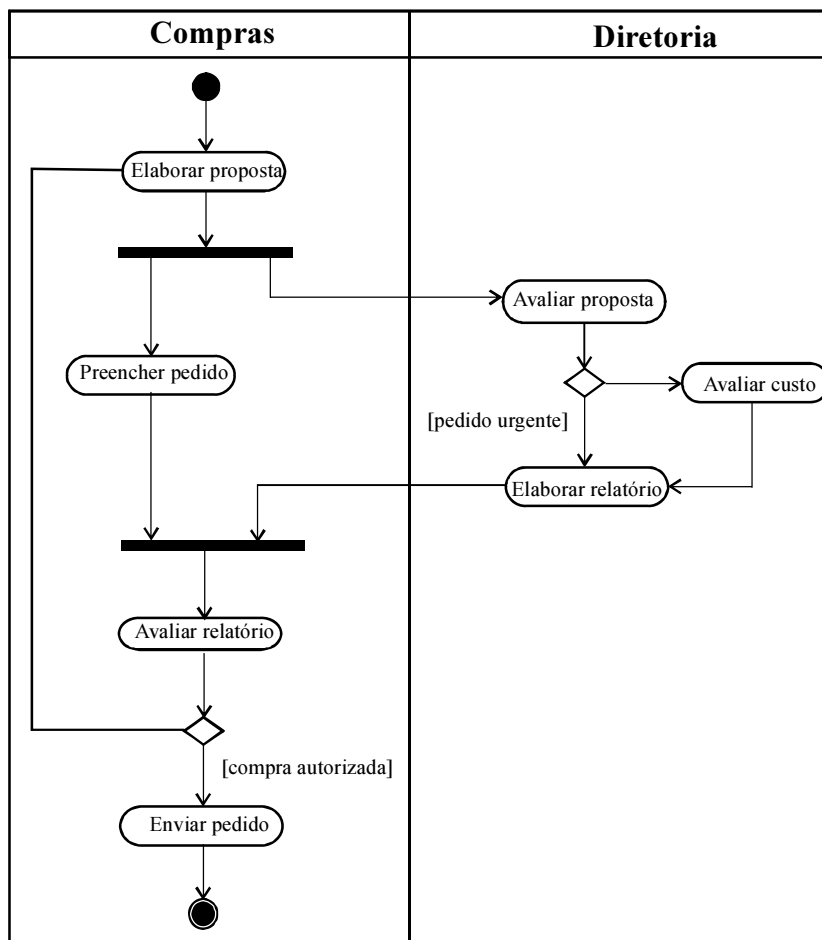 Compras
Diretoria
Elaborar proposta
Avaliar proposta
Preencher pedido
Avaliar custo
[pedido urgente]
Elaborar relatório
Avaliar relatório
[compra autorizada]
Enviar pedido